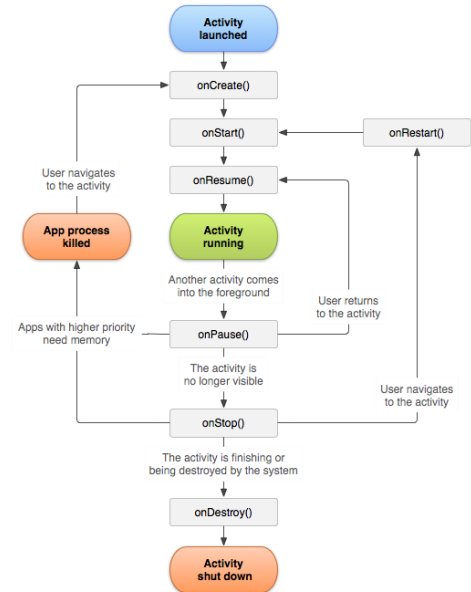 Activity
launched
onCreate()
onStart()
onRestart()
onResume()
User navigates
to the activity
App process
killed
Activity
running
Another activity comes
into the foreground
User returns
to the activity
Apps with higher priority
need memory
onPause()
The activity is
no longer visible
User navigates
to the activity
onStop()
The activity is finishing or
being destroyed by the system
onDestroy()
Activity
shut down